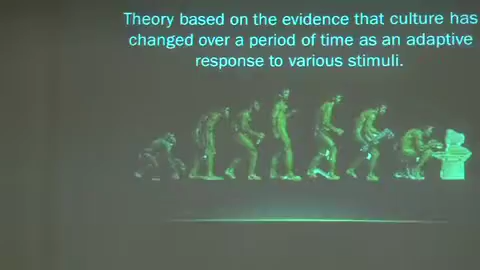 Theory based on the evidence that culture has
changed over a period of time as an adaptive
response to various stimuli.